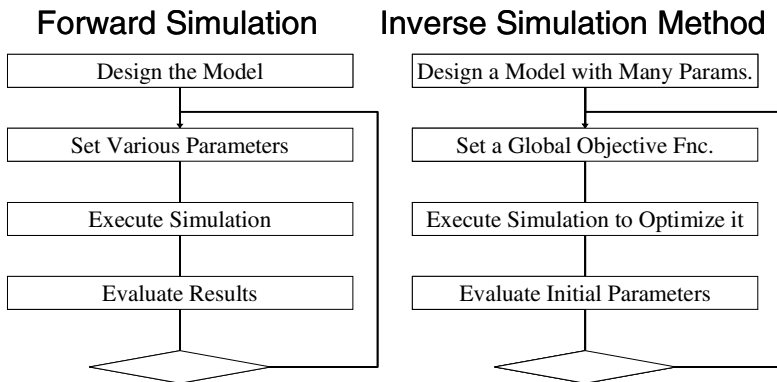 Forward Simulation
Design the Model
Set Various Parameters
Execute Simulation
Evaluate Results
Inverse Simulation Method
Design a Model with Many Params.
Set a Global Objective Fnc.
Execute Simulation to Optimize it
Evaluate Initial Parameters